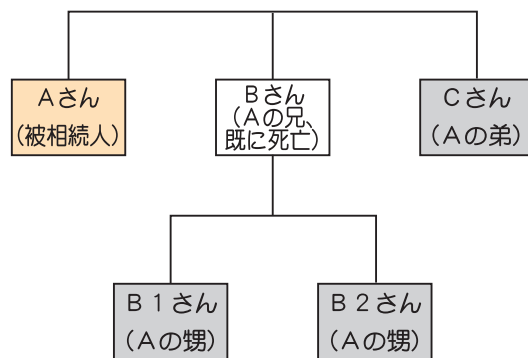 Aさん
(被相続人)
Bさん
(Aの兄、
既に死亡)
Cさん
(Aの弟)
B1さん
(Aの甥)
B2さん
(Aの甥)